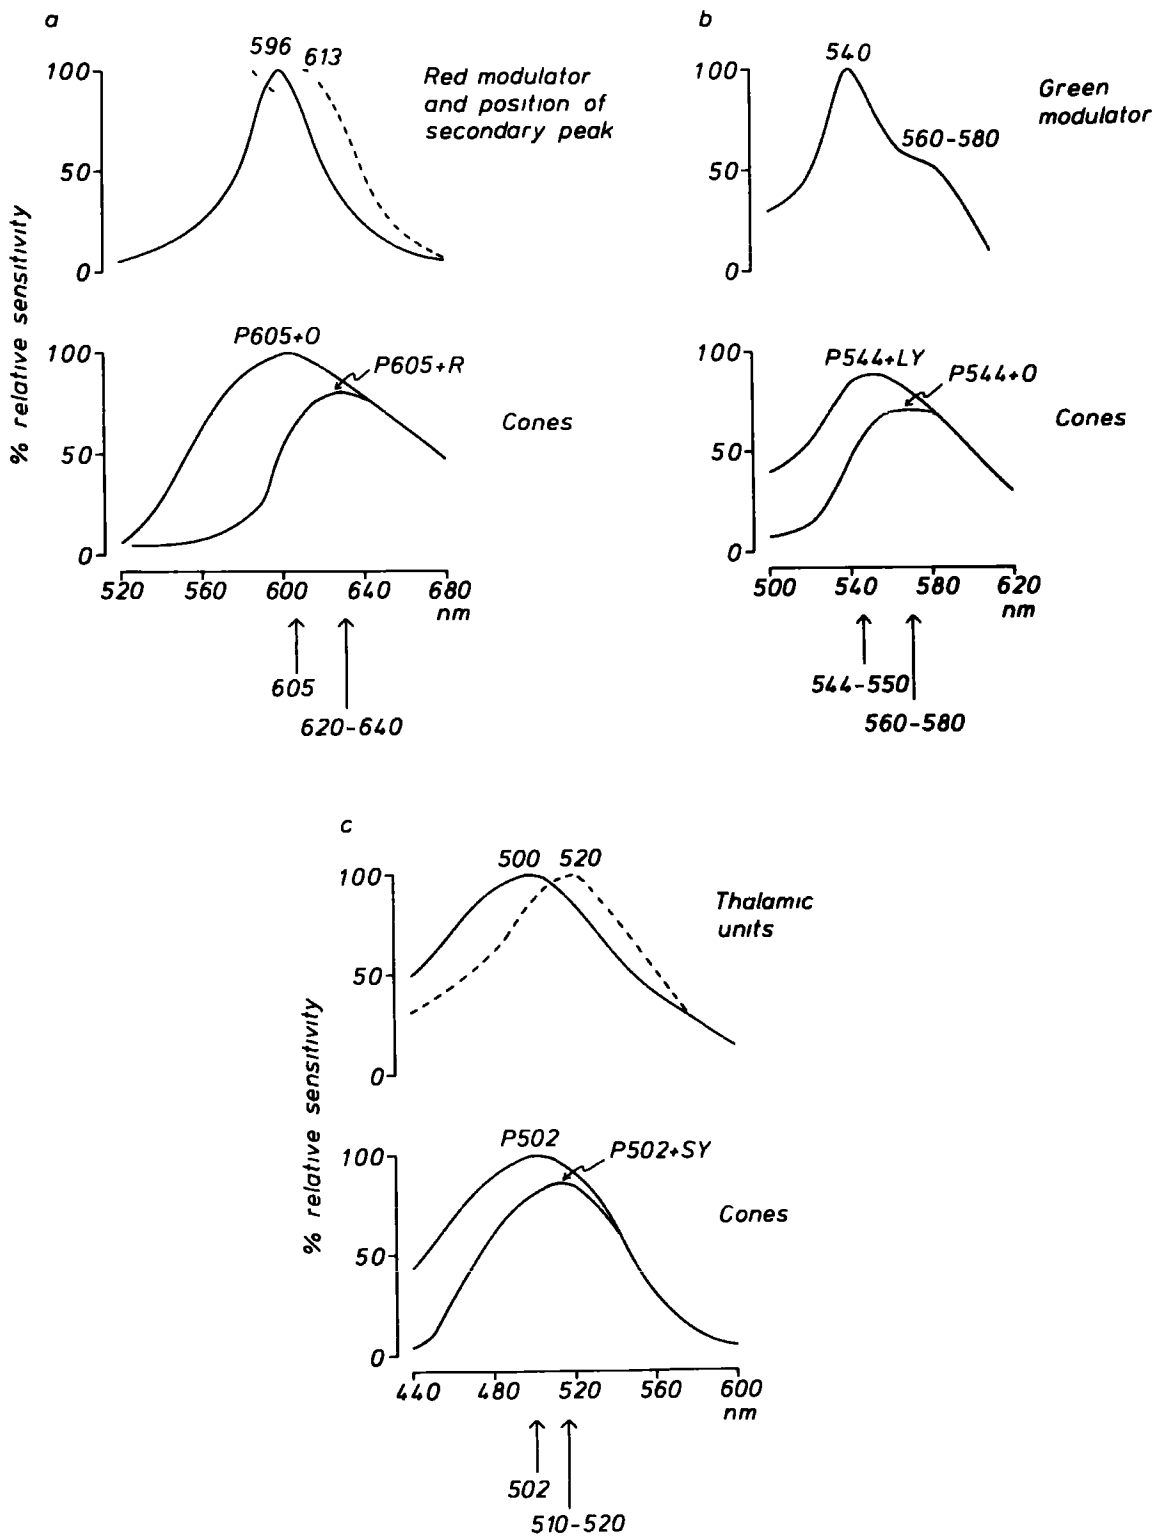 a
596 613
100
50
0
Red modulator
and position of
secondary peak
% relative sensitivity
P605+O
P605+R
100
50
0
Cones
520 560 600 640 680
nm
605
620-640
b
540
560-580
100
50
0
Green
modulator
P544+LY
P544+O
100
50
0
Cones
500 540 580 620
nm
544-550
560-580
c
500 520
100
50
0
Thalamic
units
% relative sensitivity
P502
P502+SY
100
50
0
Cones
440 480 520 560 600
nm
502
510-520